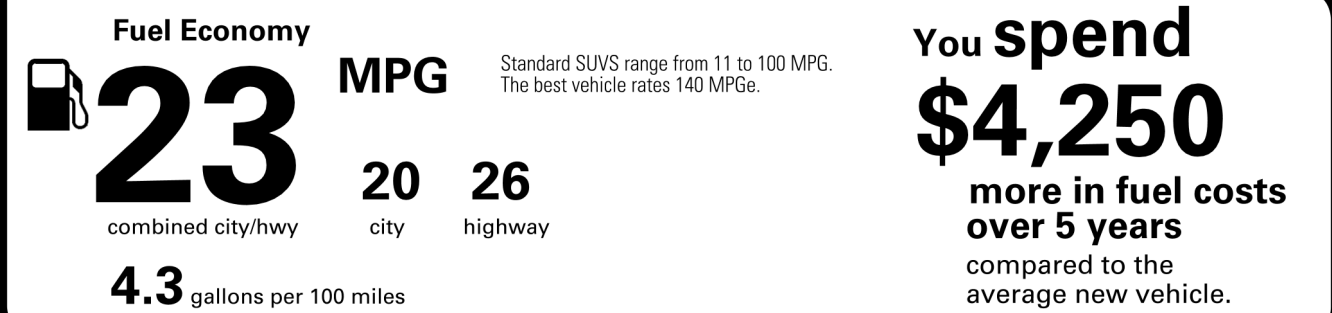 Fuel Economy
23
MPG
combined city/hwy
20
city
26
highway
4.3 gallons per 100 miles
Standard SUVS range from 11 to 100 MPG.
The best vehicle rates 140 MPGe.
You spend
$4,250
more in fuel costs
over 5 years
compared to the
average new vehicle.